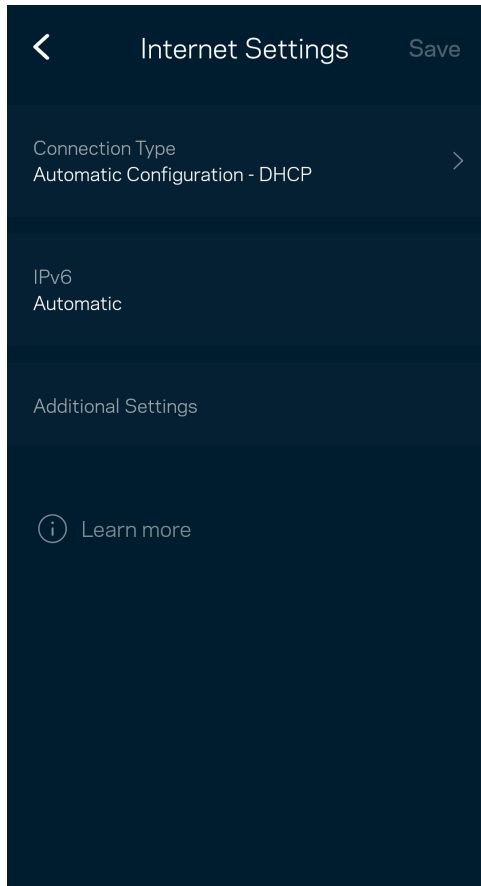 Internet Settings
Save
Connection Type
Automatic Configuration - DHCP
IPv6
Automatic
Additional Settings
Learn more